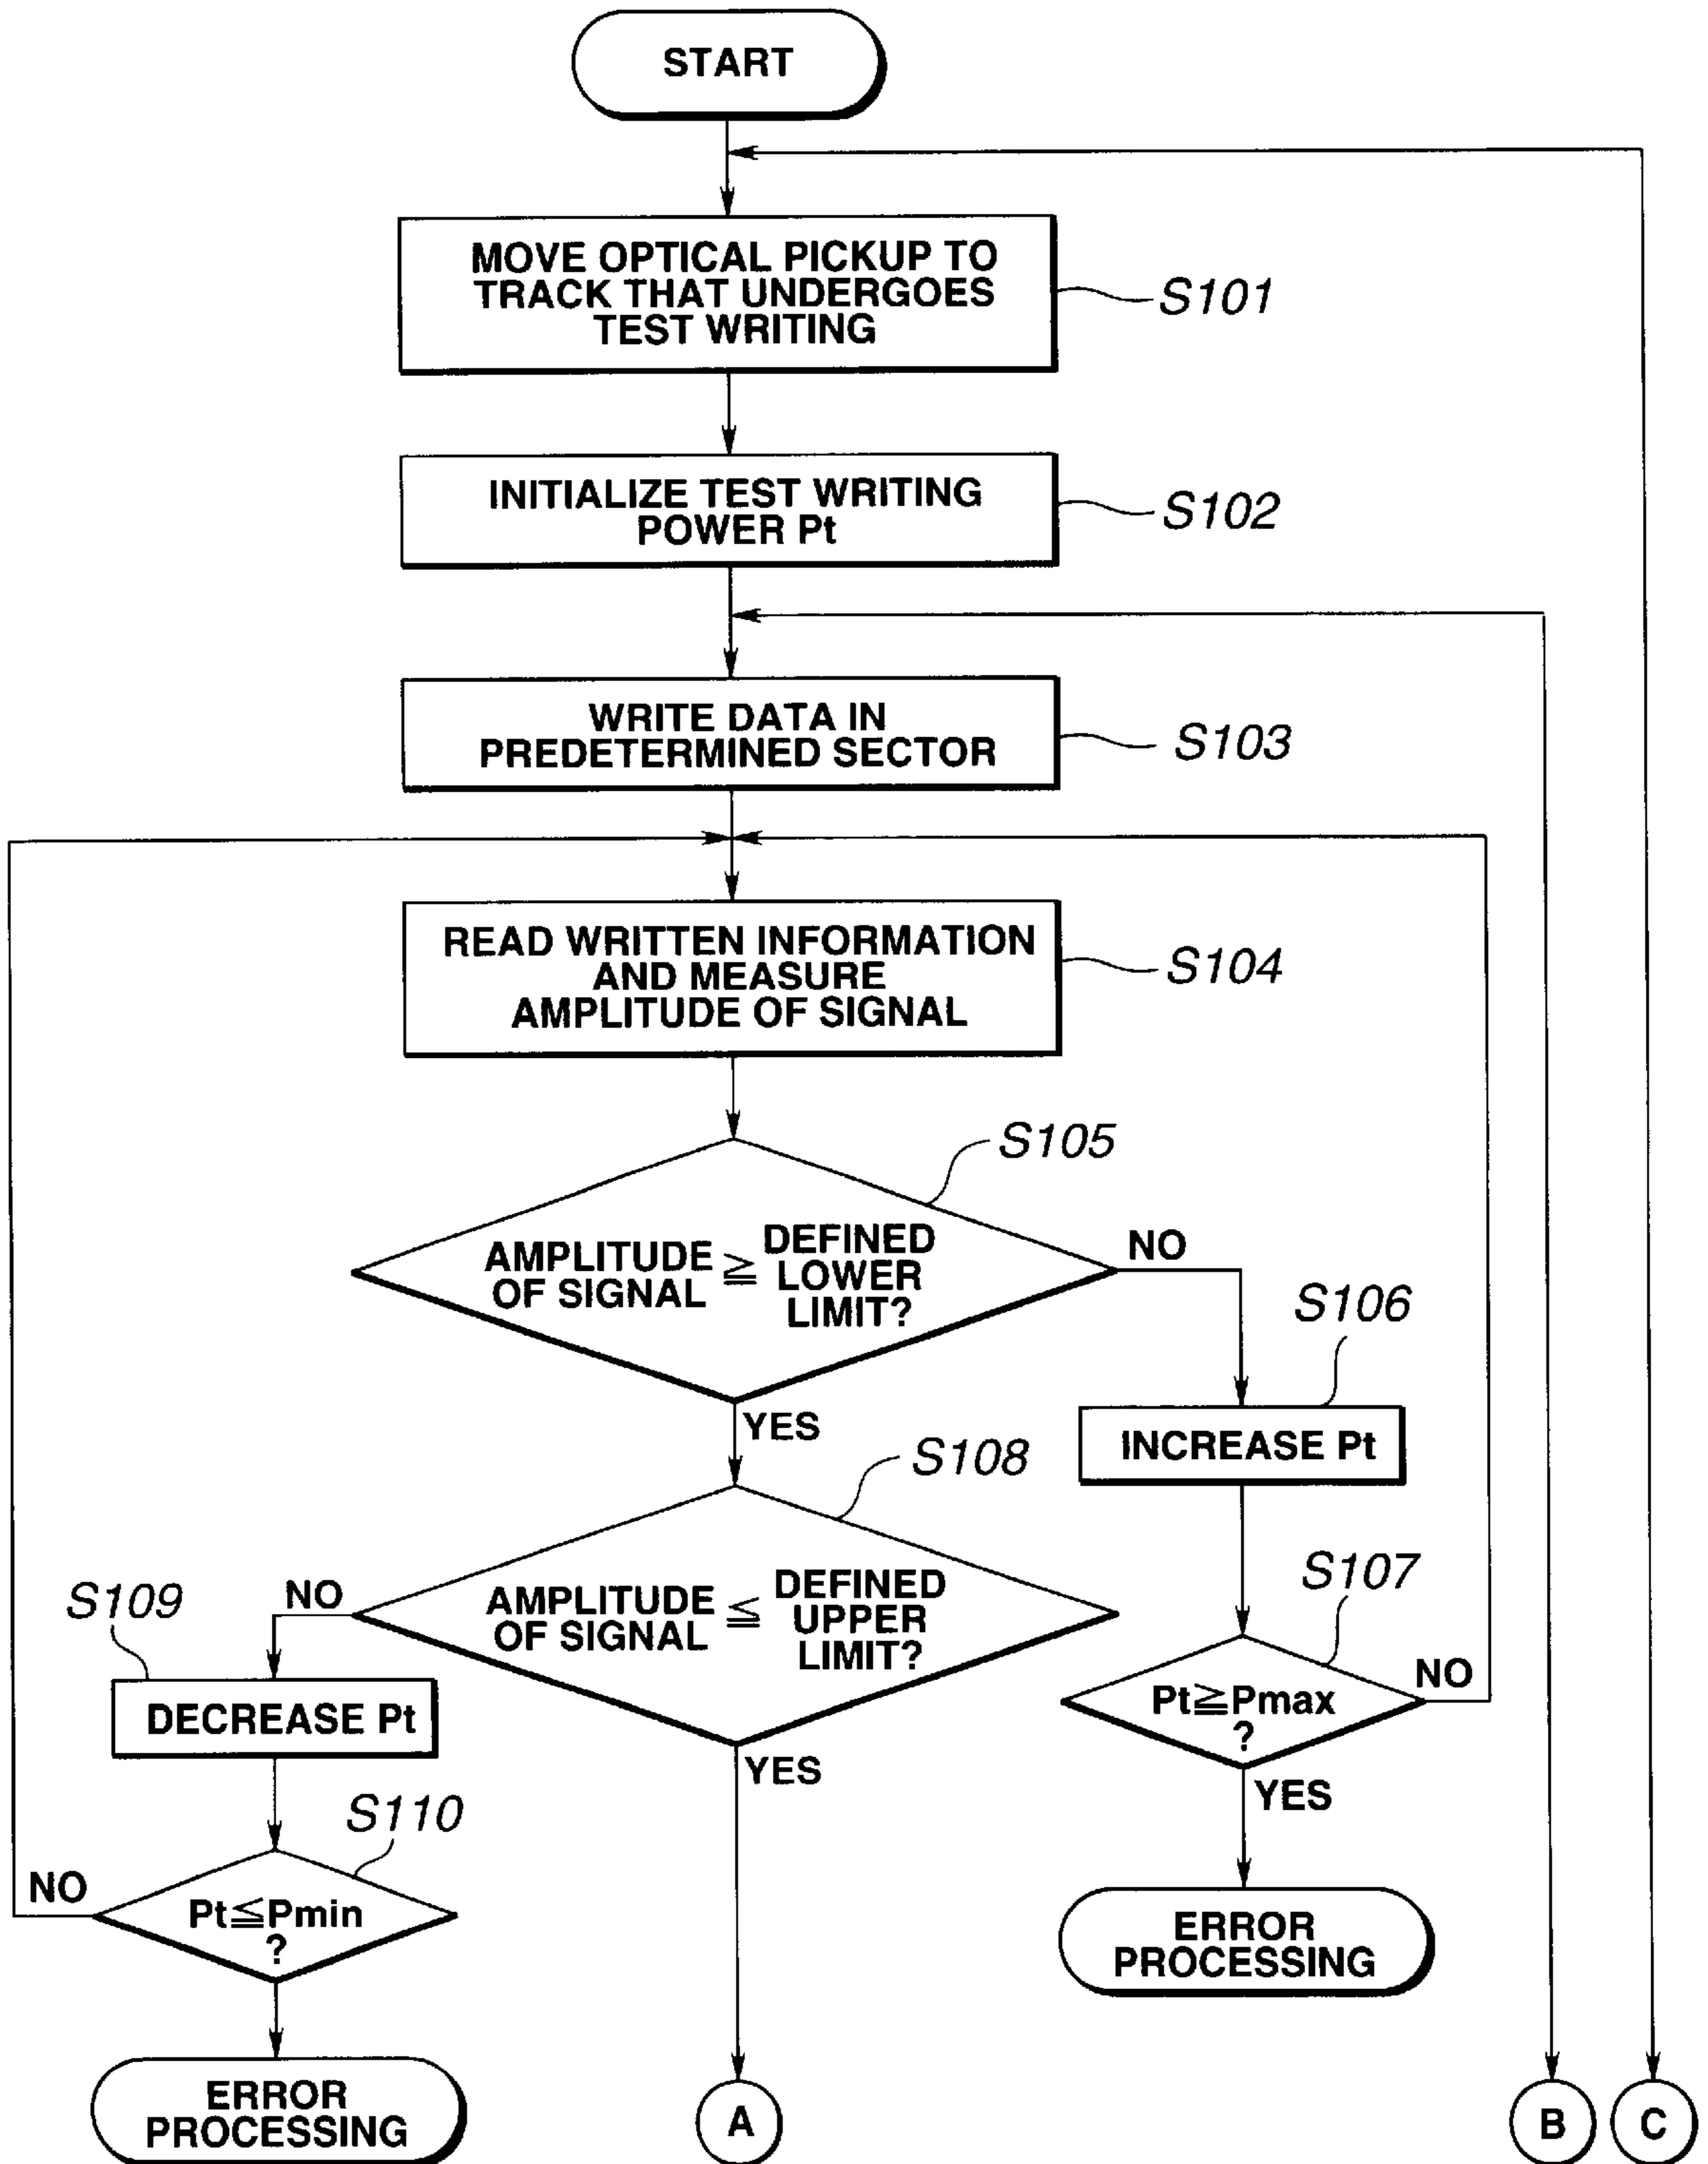 START
MOVE OPTICAL PICKUP TO
TRACK THAT UNDERGOES
TEST WRITING
S101
INITIALIZE TEST WRITING
POWER Pt
S102
WRITE DATA IN
PREDETERMINED SECTOR
S103
READ WRITTEN INFORMATION
AND MEASURE
AMPLITUDE OF SIGNAL
S104
S105
AMPLITUDE
OF SIGNAL
≧
DEFINED
LOWER
LIMIT?
NO
YES
S106
INCREASE Pt
S107
Pt≧Pmax
?
NO
YES
ERROR
PROCESSING
S108
AMPLITUDE
OF SIGNAL
≦
DEFINED
UPPER
LIMIT?
NO
YES
S109
DECREASE Pt
S110
Pt≦Pmin
?
NO
ERROR
PROCESSING
A
B
C